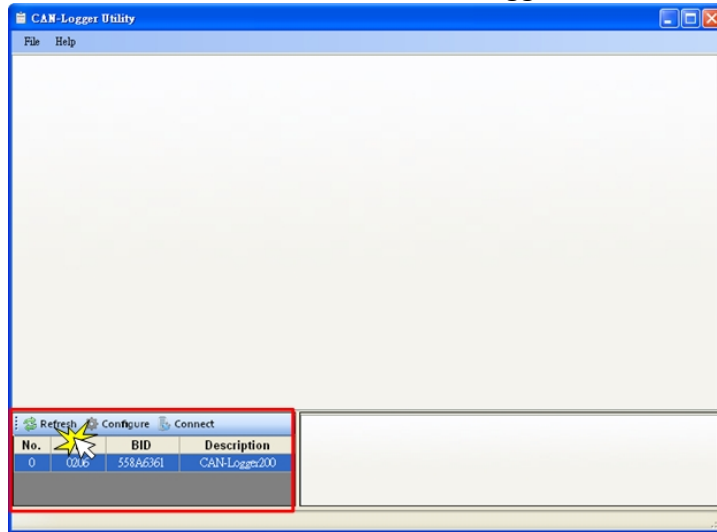 CAN-Logger Utility
File Help
Refresh Configure Connect
No. BID Description
0 0206 558A6361 CAN-Logger200